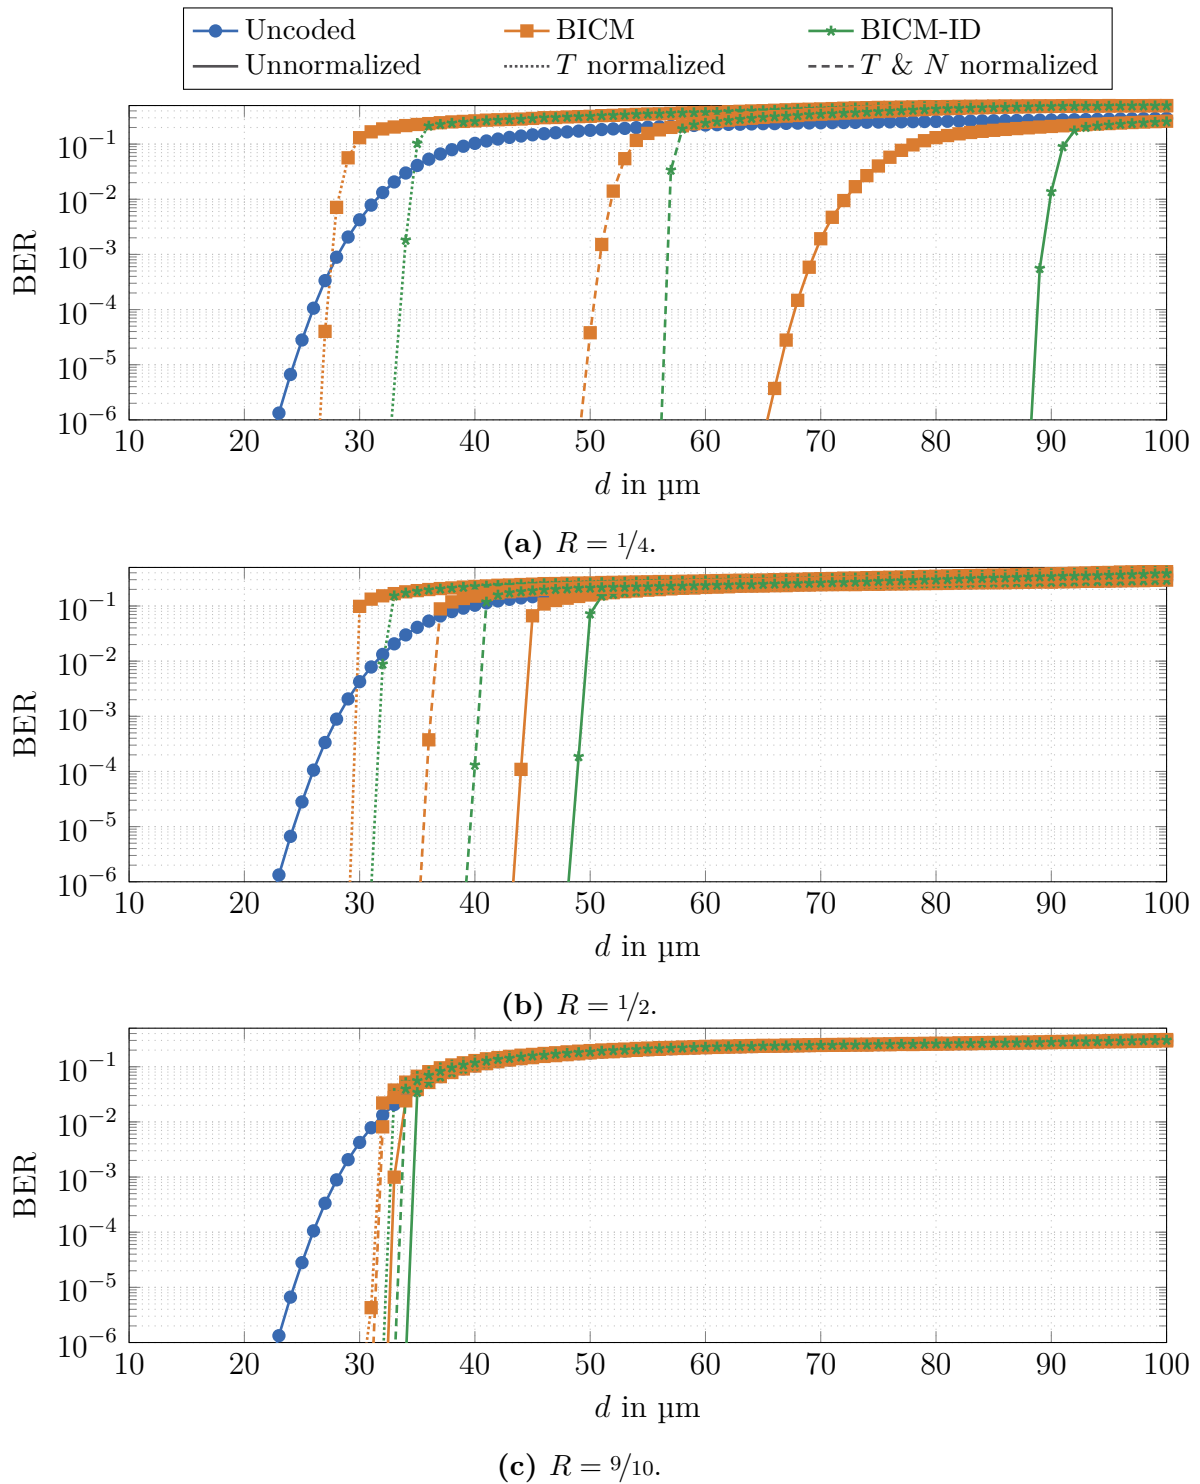 Uncoded BICM BICM-ID
Unnormalized T normalized T & N normalized
10⁻¹
10⁻²
10⁻³
10⁻⁴
10⁻⁵
10⁻⁶
BER
10 20 30 40 50 60 70 80 90 100
d in µm
(a) R = 1/4.
10⁻¹
10⁻²
10⁻³
10⁻⁴
10⁻⁵
10⁻⁶
BER
10 20 30 40 50 60 70 80 90 100
d in µm
(b) R = 1/2.
10⁻¹
10⁻²
10⁻³
10⁻⁴
10⁻⁵
10⁻⁶
BER
10 20 30 40 50 60 70 80 90 100
d in µm
(c) R = 9/10.